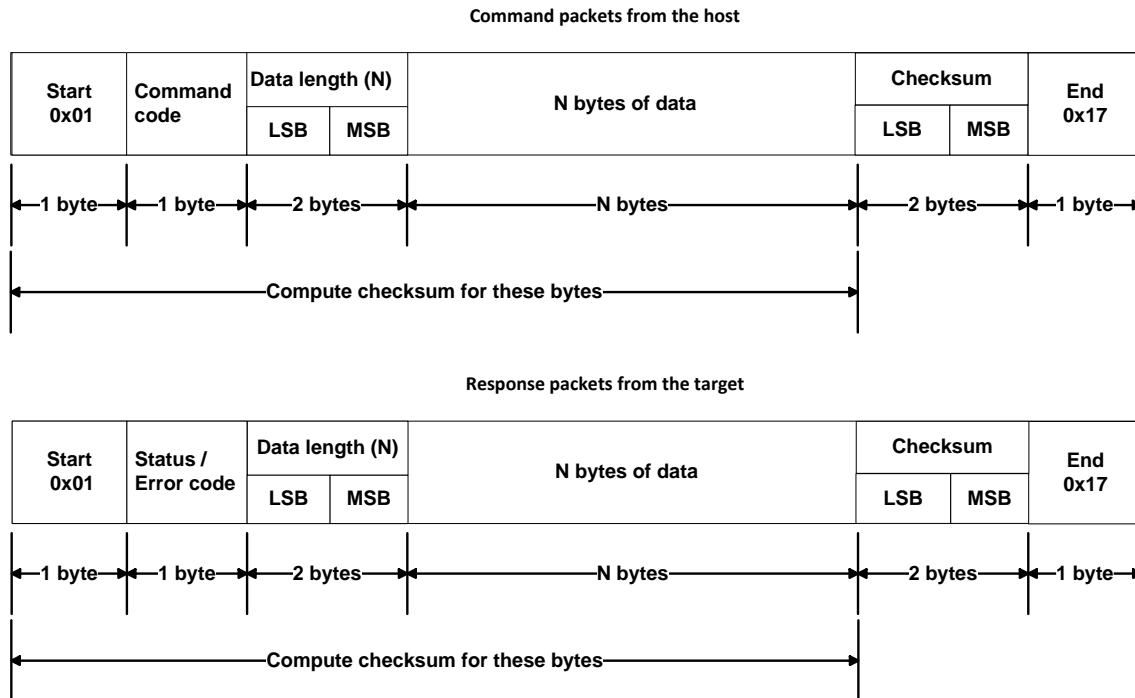 Command packets from the host
Start
0x01
Command
code
Data length (N)
LSB
MSB
N bytes of data
Checksum
LSB
MSB
End
0x17
1 byte
1 byte
2 bytes
N bytes
2 bytes
1 byte
Compute checksum for these bytes
Response packets from the target
Start
0x01
Status /
Error code
Data length (N)
LSB
MSB
N bytes of data
Checksum
LSB
MSB
End
0x17
1 byte
1 byte
2 bytes
N bytes
2 bytes
1 byte
Compute checksum for these bytes